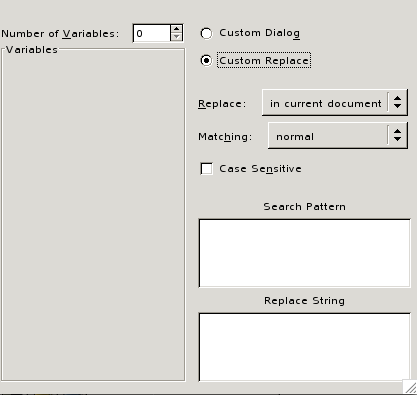 Number of Variables: 0
Variables
Custom Dialog
Custom Replace
Replace: in current document
Matching: normal
Case Sensitive
Search Pattern
Replace String